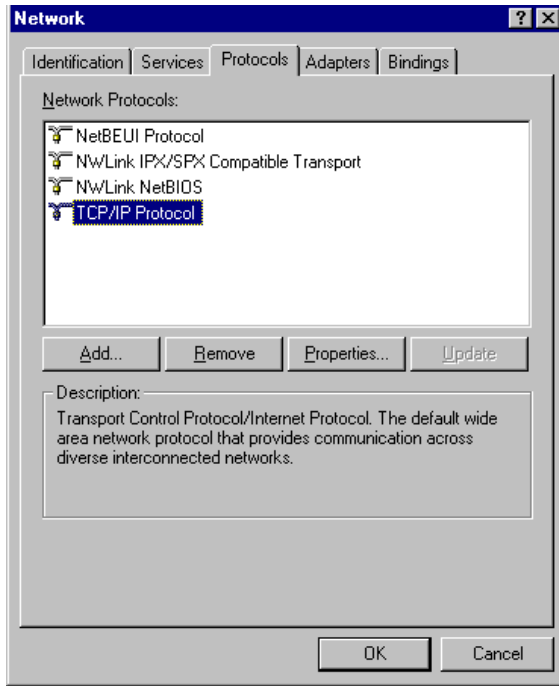 Network
Identification Services Protocols Adapters Bindings
Network Protocols:
NetBEUI Protocol
NWLink IPX/SPX Compatible Transport
NWLink NetBIOS
TCP/IP Protocol
Add... Remove Properties... Update
Description:
Transport Control Protocol/Internet Protocol. The default wide
area network protocol that provides communication across
diverse interconnected networks.
OK Cancel